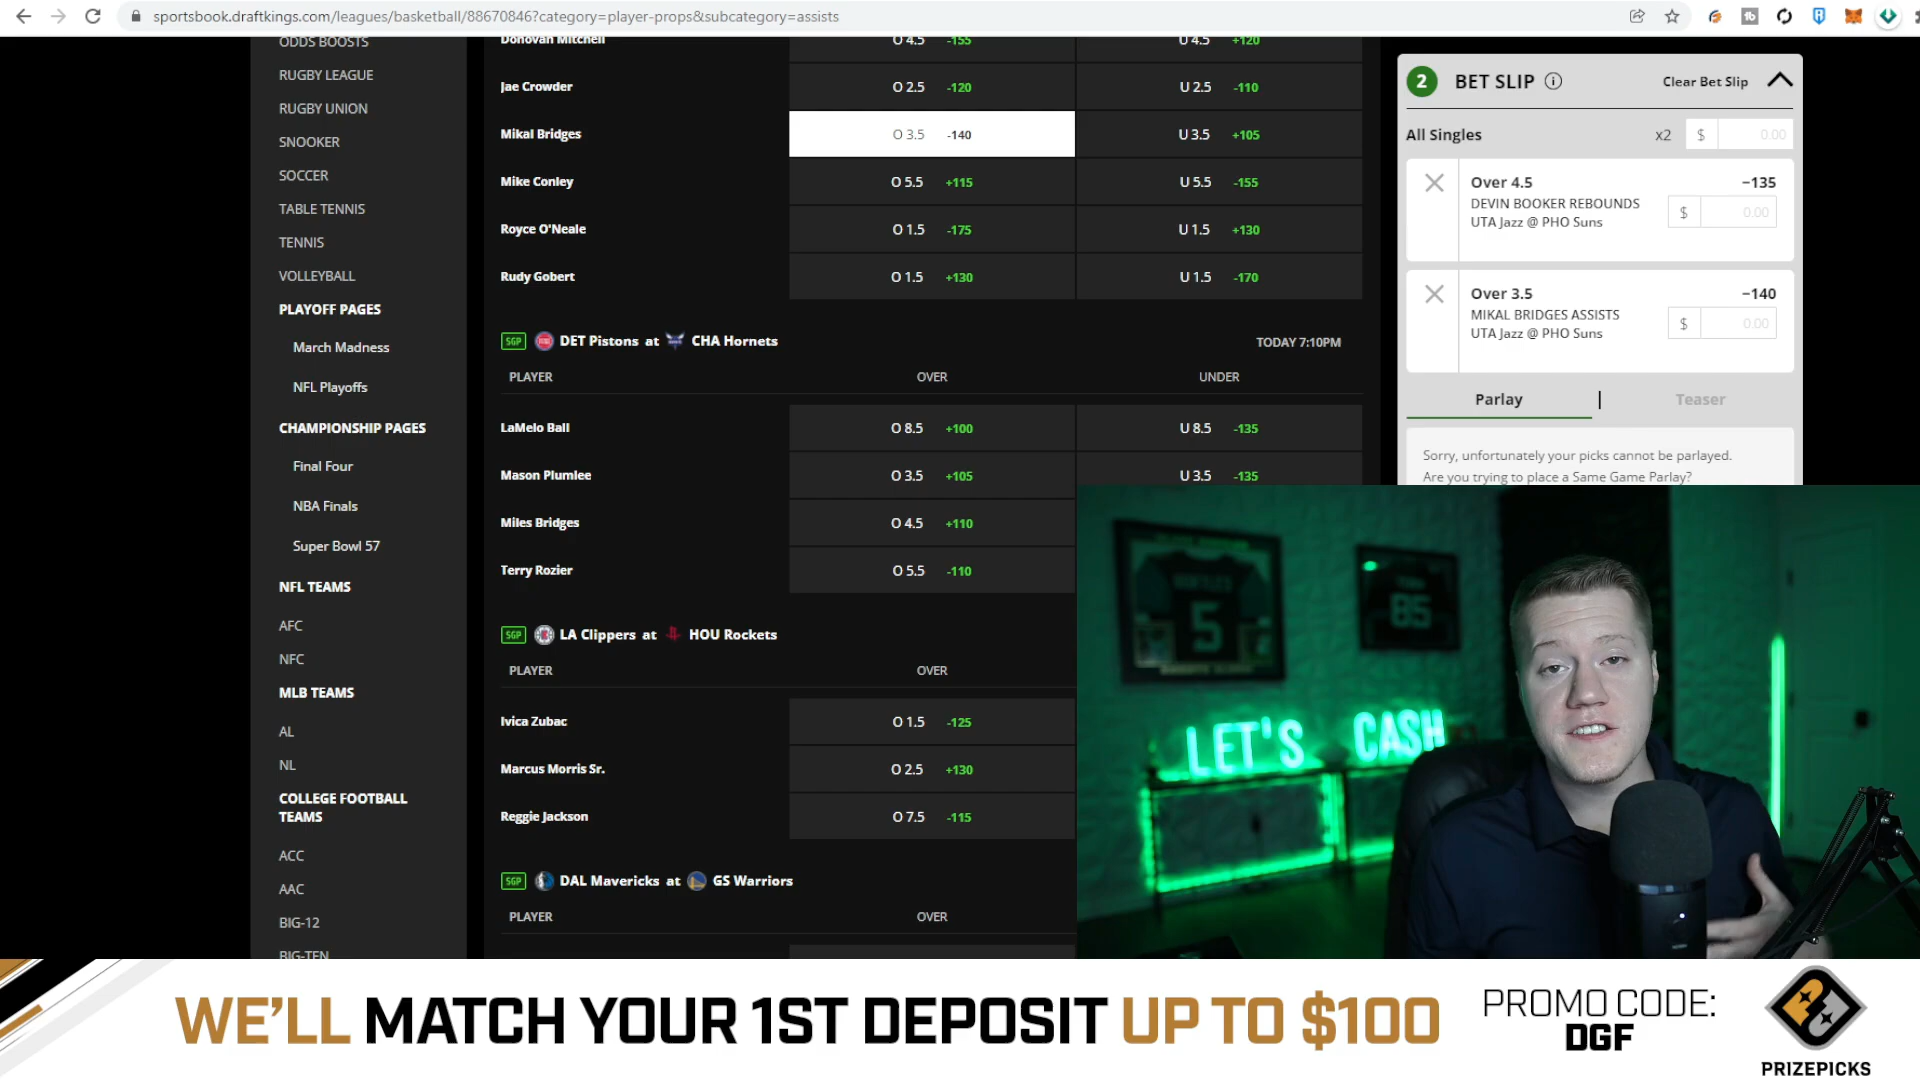 sportsbook.draftkings.com/leagues/basketball/88670846?category=player-props&subcategory=assists
ODDS BOOSTS
RUGBY LEAGUE
RUGBY UNION
SNOOKER
SOCCER
TABLE TENNIS
TENNIS
VOLLEYBALL
PLAYOFF PAGES
March Madness
NFL Playoffs
CHAMPIONSHIP PAGES
Final Four
NBA Finals
Super Bowl 57
NFL TEAMS
AFC
NFC
MLB TEAMS
AL
NL
COLLEGE FOOTBALL
TEAMS
ACC
AAC
BIG-12
BIG-TEN
Donovan Mitchell O 4.5 -155 U 4.5 +120
Jae Crowder O 2.5 -120 U 2.5 -110
Mikal Bridges O 3.5 -140 U 3.5 +105
Mike Conley O 5.5 +115 U 5.5 -155
Royce O'Neale O 1.5 -175 U 1.5 +130
Rudy Gobert O 1.5 +130 U 1.5 -170
SGP DET Pistons at CHA Hornets TODAY 7:10PM
PLAYER OVER UNDER
LaMelo Ball O 8.5 +100 U 8.5 -135
Mason Plumlee O 3.5 +105 U 3.5 -135
Miles Bridges O 4.5 +110
Terry Rozier O 5.5 -110
SGP LA Clippers at HOU Rockets
PLAYER OVER
Ivica Zubac O 1.5 -125
Marcus Morris Sr. O 2.5 +130
Reggie Jackson O 7.5 -115
SGP DAL Mavericks at GS Warriors
PLAYER OVER
2 BET SLIP Clear Bet Slip
All Singles x2 $ 0.00
Over 4.5 −135
DEVIN BOOKER REBOUNDS
UTA Jazz @ PHO Suns
$ 0.00
Over 3.5 −140
MIKAL BRIDGES ASSISTS
UTA Jazz @ PHO Suns
$ 0.00
Parlay | Teaser
Sorry, unfortunately your picks cannot be parlayed.
Are you trying to place a Same Game Parlay?
5
85
LET'S CASH
WE'LL MATCH YOUR 1ST DEPOSIT UP TO $100
PROMO CODE:
DGF
PRIZEPICKS